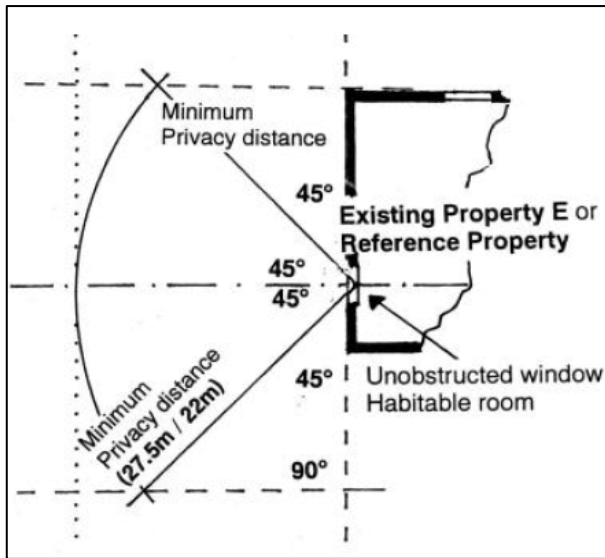 Minimum
Privacy distance
45°
Existing Property E or
Reference Property
45°
45°
45°
Unobstructed window
Habitable room
Minimum
Privacy distance
(27.5m / 22m)
90°